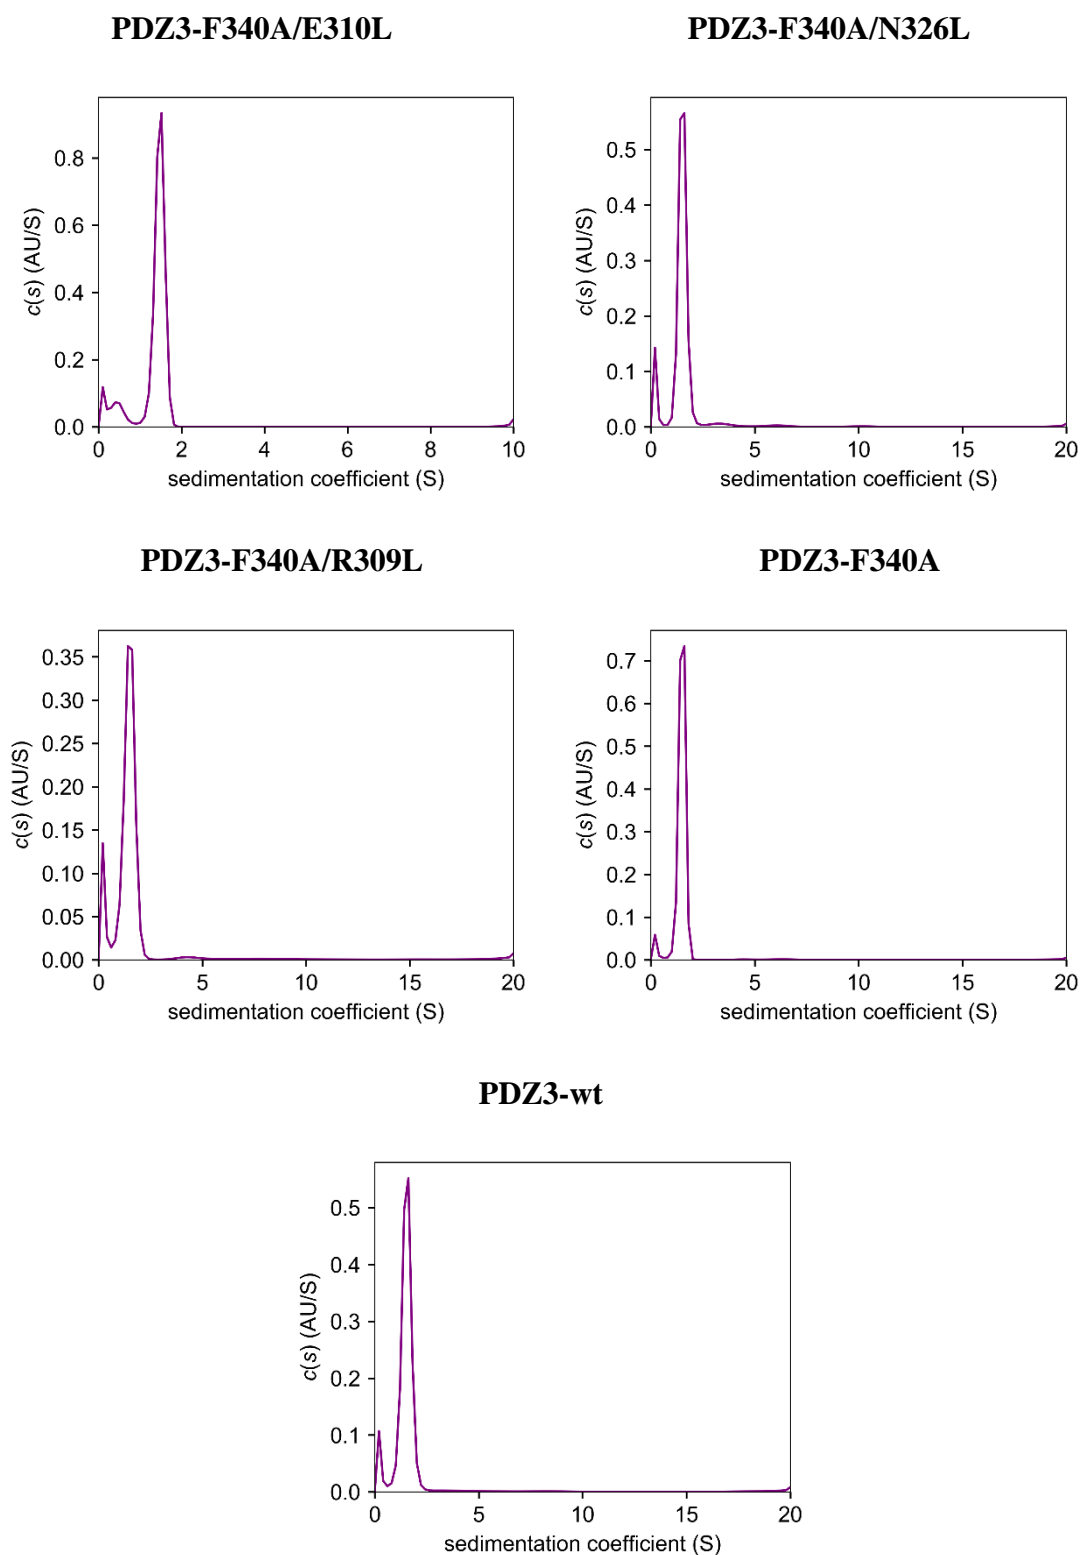 PDZ3-F340A/E310L
PDZ3-F340A/N326L
0.8
0.6
0.4
0.2
0.0
c(s) (AU/S)
0 2 4 6 8 10
sedimentation coefficient (S)
0.5
0.4
0.3
0.2
0.1
0.0
c(s) (AU/S)
0 5 10 15 20
sedimentation coefficient (S)
PDZ3-F340A/R309L
PDZ3-F340A
0.35
0.30
0.25
0.20
0.15
0.10
0.05
0.00
c(s) (AU/S)
0 5 10 15 20
sedimentation coefficient (S)
0.7
0.6
0.5
0.4
0.3
0.2
0.1
0.0
c(s) (AU/S)
0 5 10 15 20
sedimentation coefficient (S)
PDZ3-wt
0.5
0.4
0.3
0.2
0.1
0.0
c(s) (AU/S)
0 5 10 15 20
sedimentation coefficient (S)